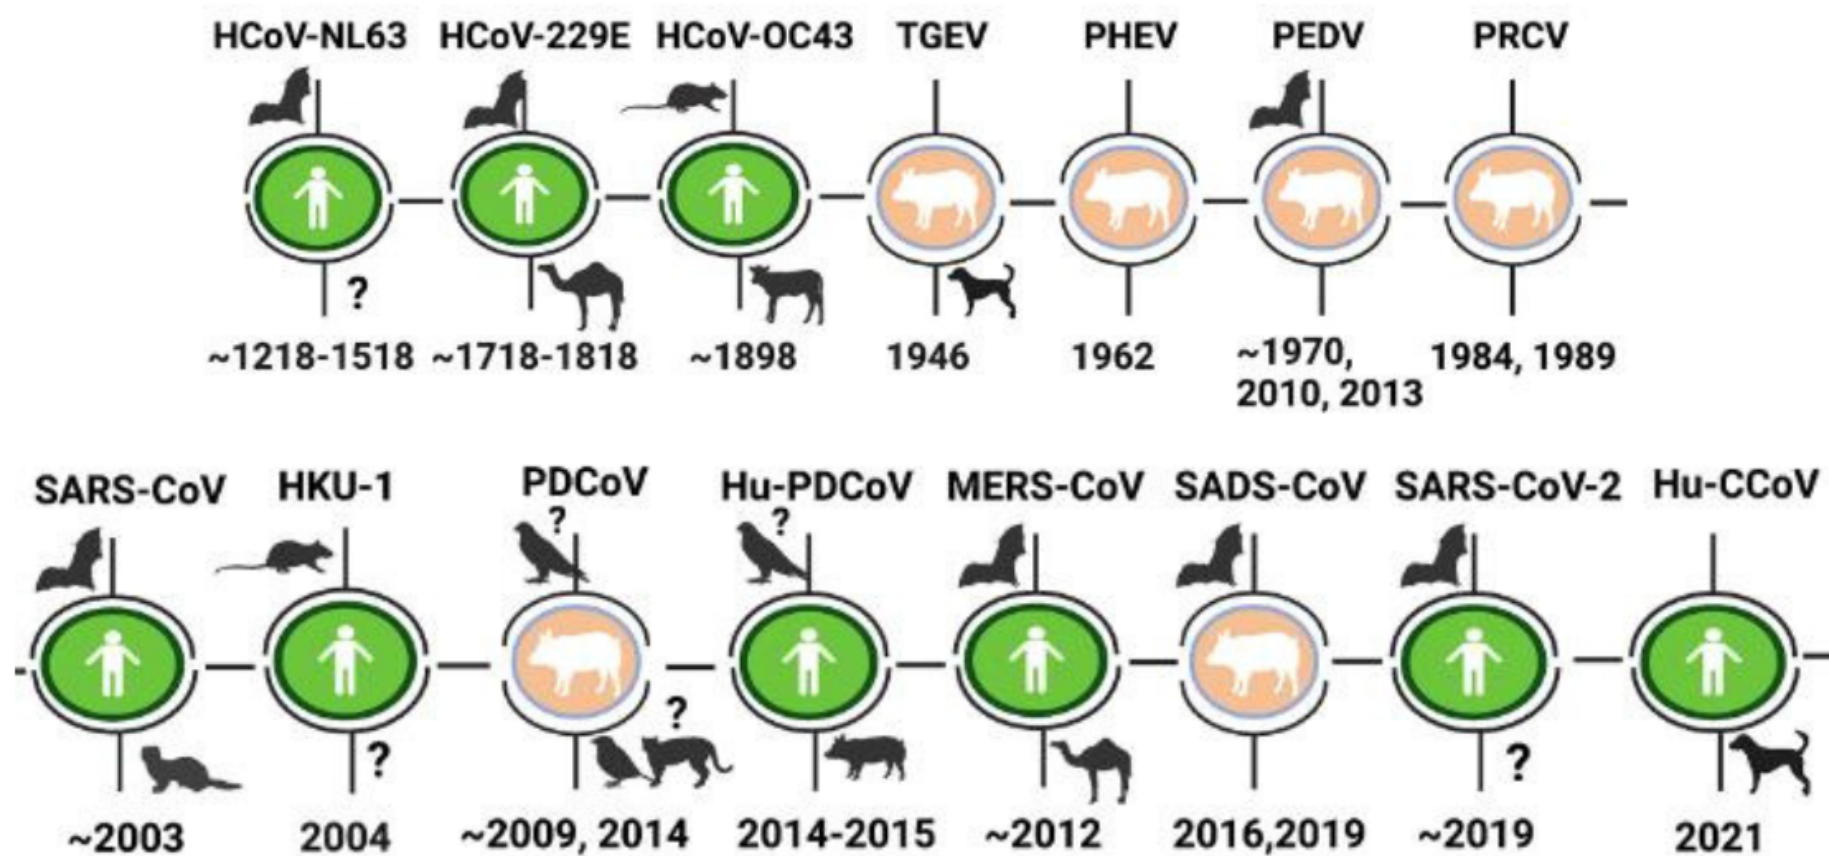 HCoV-NL63 HCoV-229E HCoV-OC43 TGEV PHEV PEDV PRCV
?
~1218-1518 ~1718-1818 ~1898 1946 1962 ~1970, 1984, 1989
2010, 2013
SARS-CoV HKU-1 PDCoV Hu-PDCoV MERS-CoV SADS-CoV SARS-CoV-2 Hu-CCoV
? ?
?
? ?
~2003 2004 ~2009, 2014 2014-2015 ~2012 2016,2019 ~2019 2021